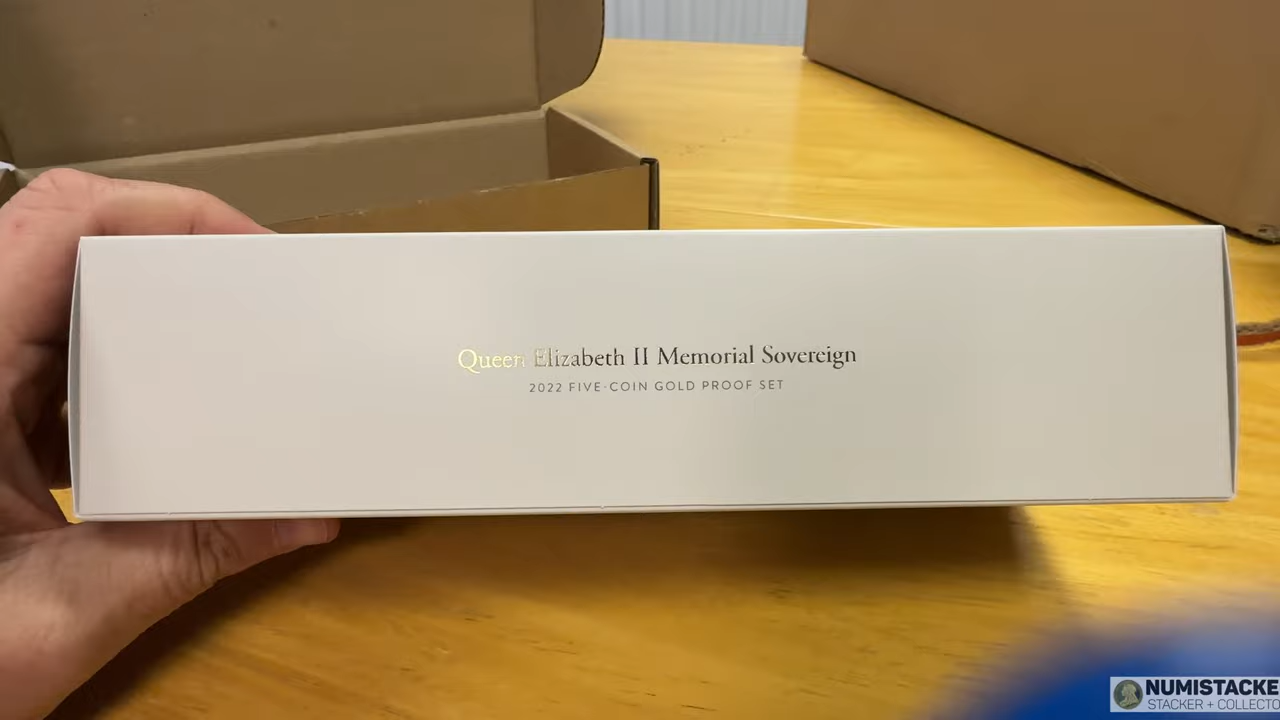 Queen Elizabeth II Memorial Sovereign
2022 FIVE-COIN GOLD PROOF SET
NUMISTACKE
STACKER + COLLECTO